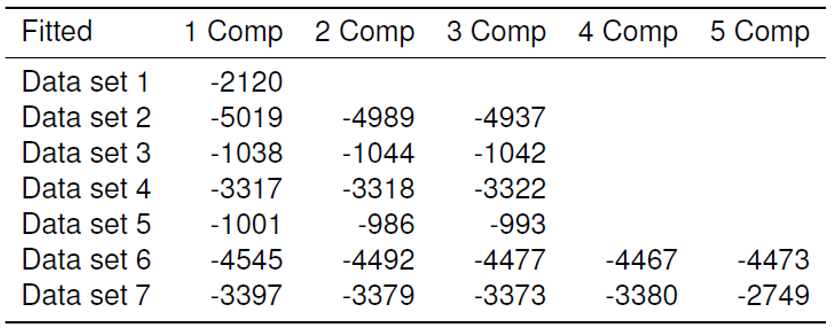 Fitted 1 Comp 2 Comp 3 Comp 4 Comp 5 Comp
Data set 1 -2120
Data set 2 -5019 -4989 -4937
Data set 3 -1038 -1044 -1042
Data set 4 -3317 -3318 -3322
Data set 5 -1001 -986 -993
Data set 6 -4545 -4492 -4477 -4467 -4473
Data set 7 -3397 -3379 -3373 -3380 -2749